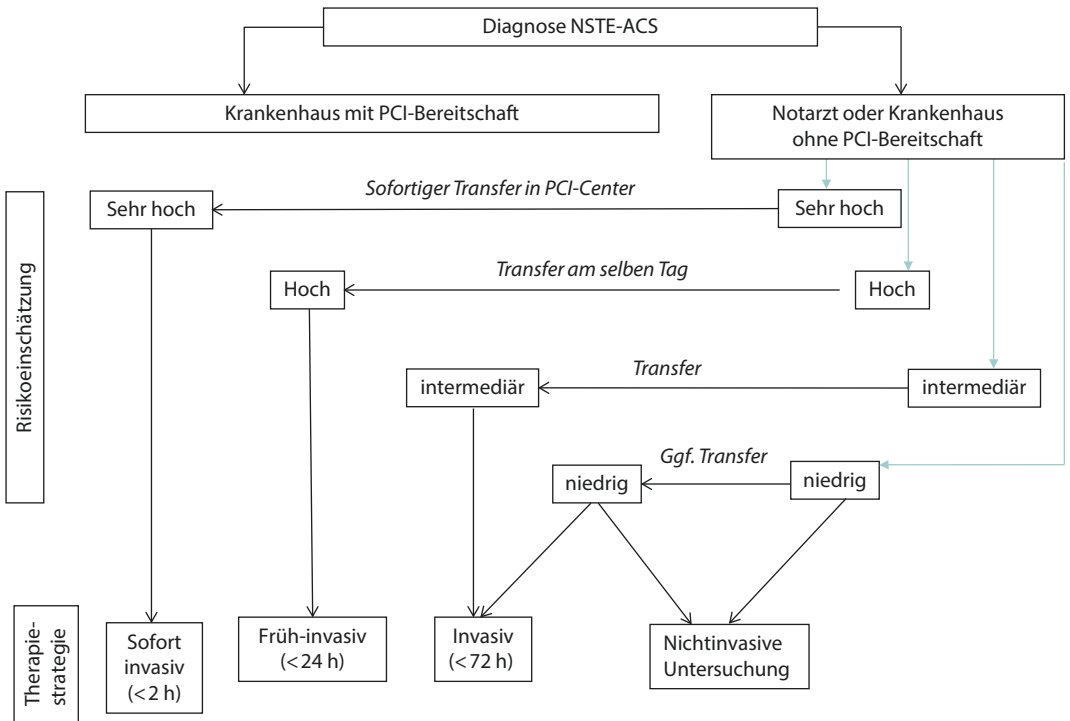 Diagnose NSTE-ACS
Krankenhaus mit PCI-Bereitschaft
Notarzt oder Krankenhaus
ohne PCI-Bereitschaft
Risikoeinschätzung
Sehr hoch
Sofortiger Transfer in PCI-Center
Sehr hoch
Hoch
Transfer am selben Tag
Hoch
intermediär
Transfer
intermediär
niedrig
Ggf. Transfer
niedrig
Therapie-
strategie
Sofort
invasiv
(< 2 h)
Früh-invasiv
(< 24 h)
Invasiv
(< 72 h)
Nichtinvasive
Untersuchung